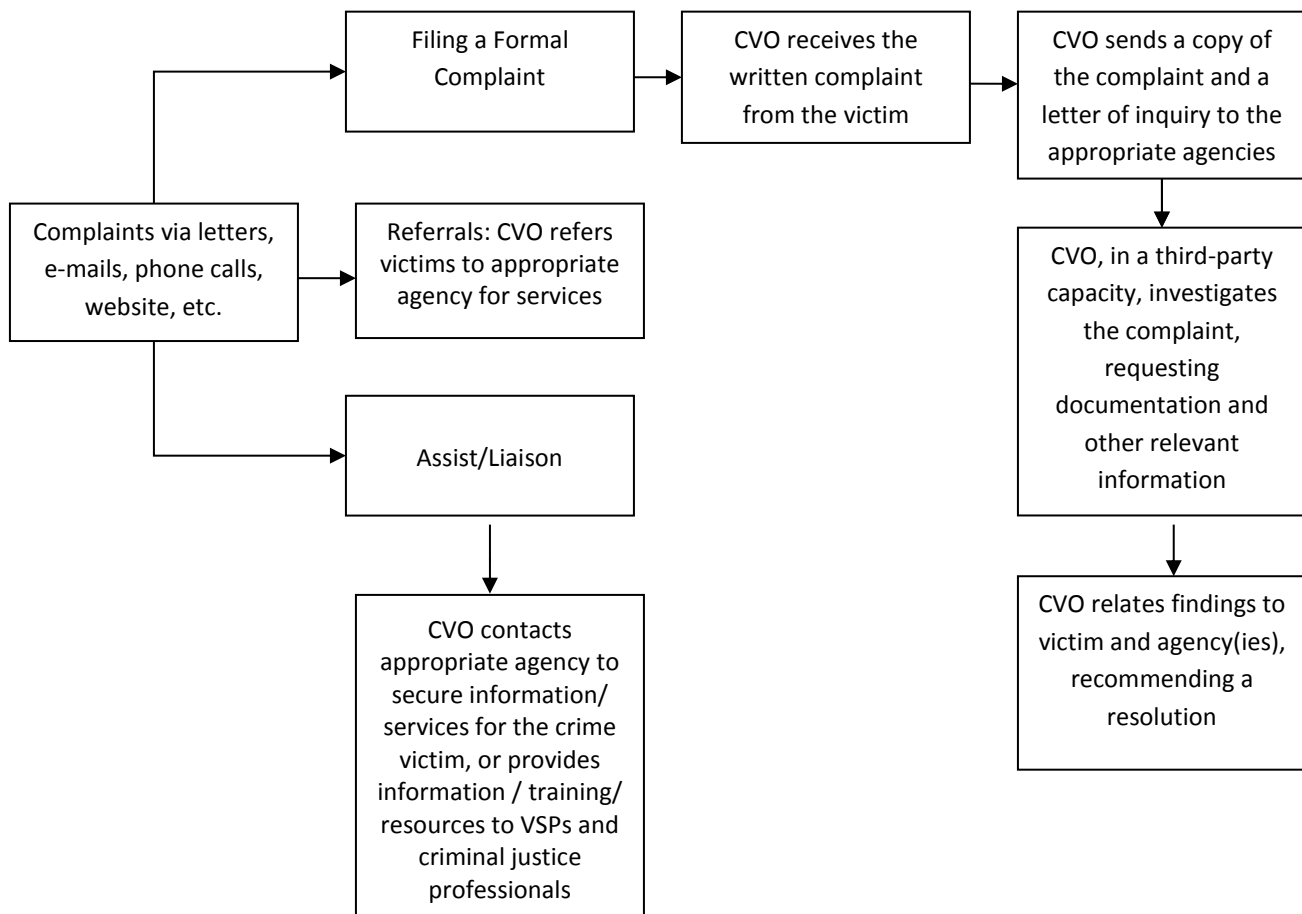 Filing a Formal
Complaint
CVO receives the
written complaint
from the victim
CVO sends a copy of
the complaint and a
letter of inquiry to the
appropriate agencies
Complaints via letters,
e-mails, phone calls,
website, etc.
Referrals: CVO refers
victims to appropriate
agency for services
CVO, in a third-party
capacity, investigates
the complaint,
requesting
documentation and
other relevant
information
Assist/Liaison
CVO contacts
appropriate agency to
secure information/
services for the crime
victim, or provides
information / training/
resources to VSPs and
criminal justice
professionals
CVO relates findings to
victim and agency(ies),
recommending a
resolution